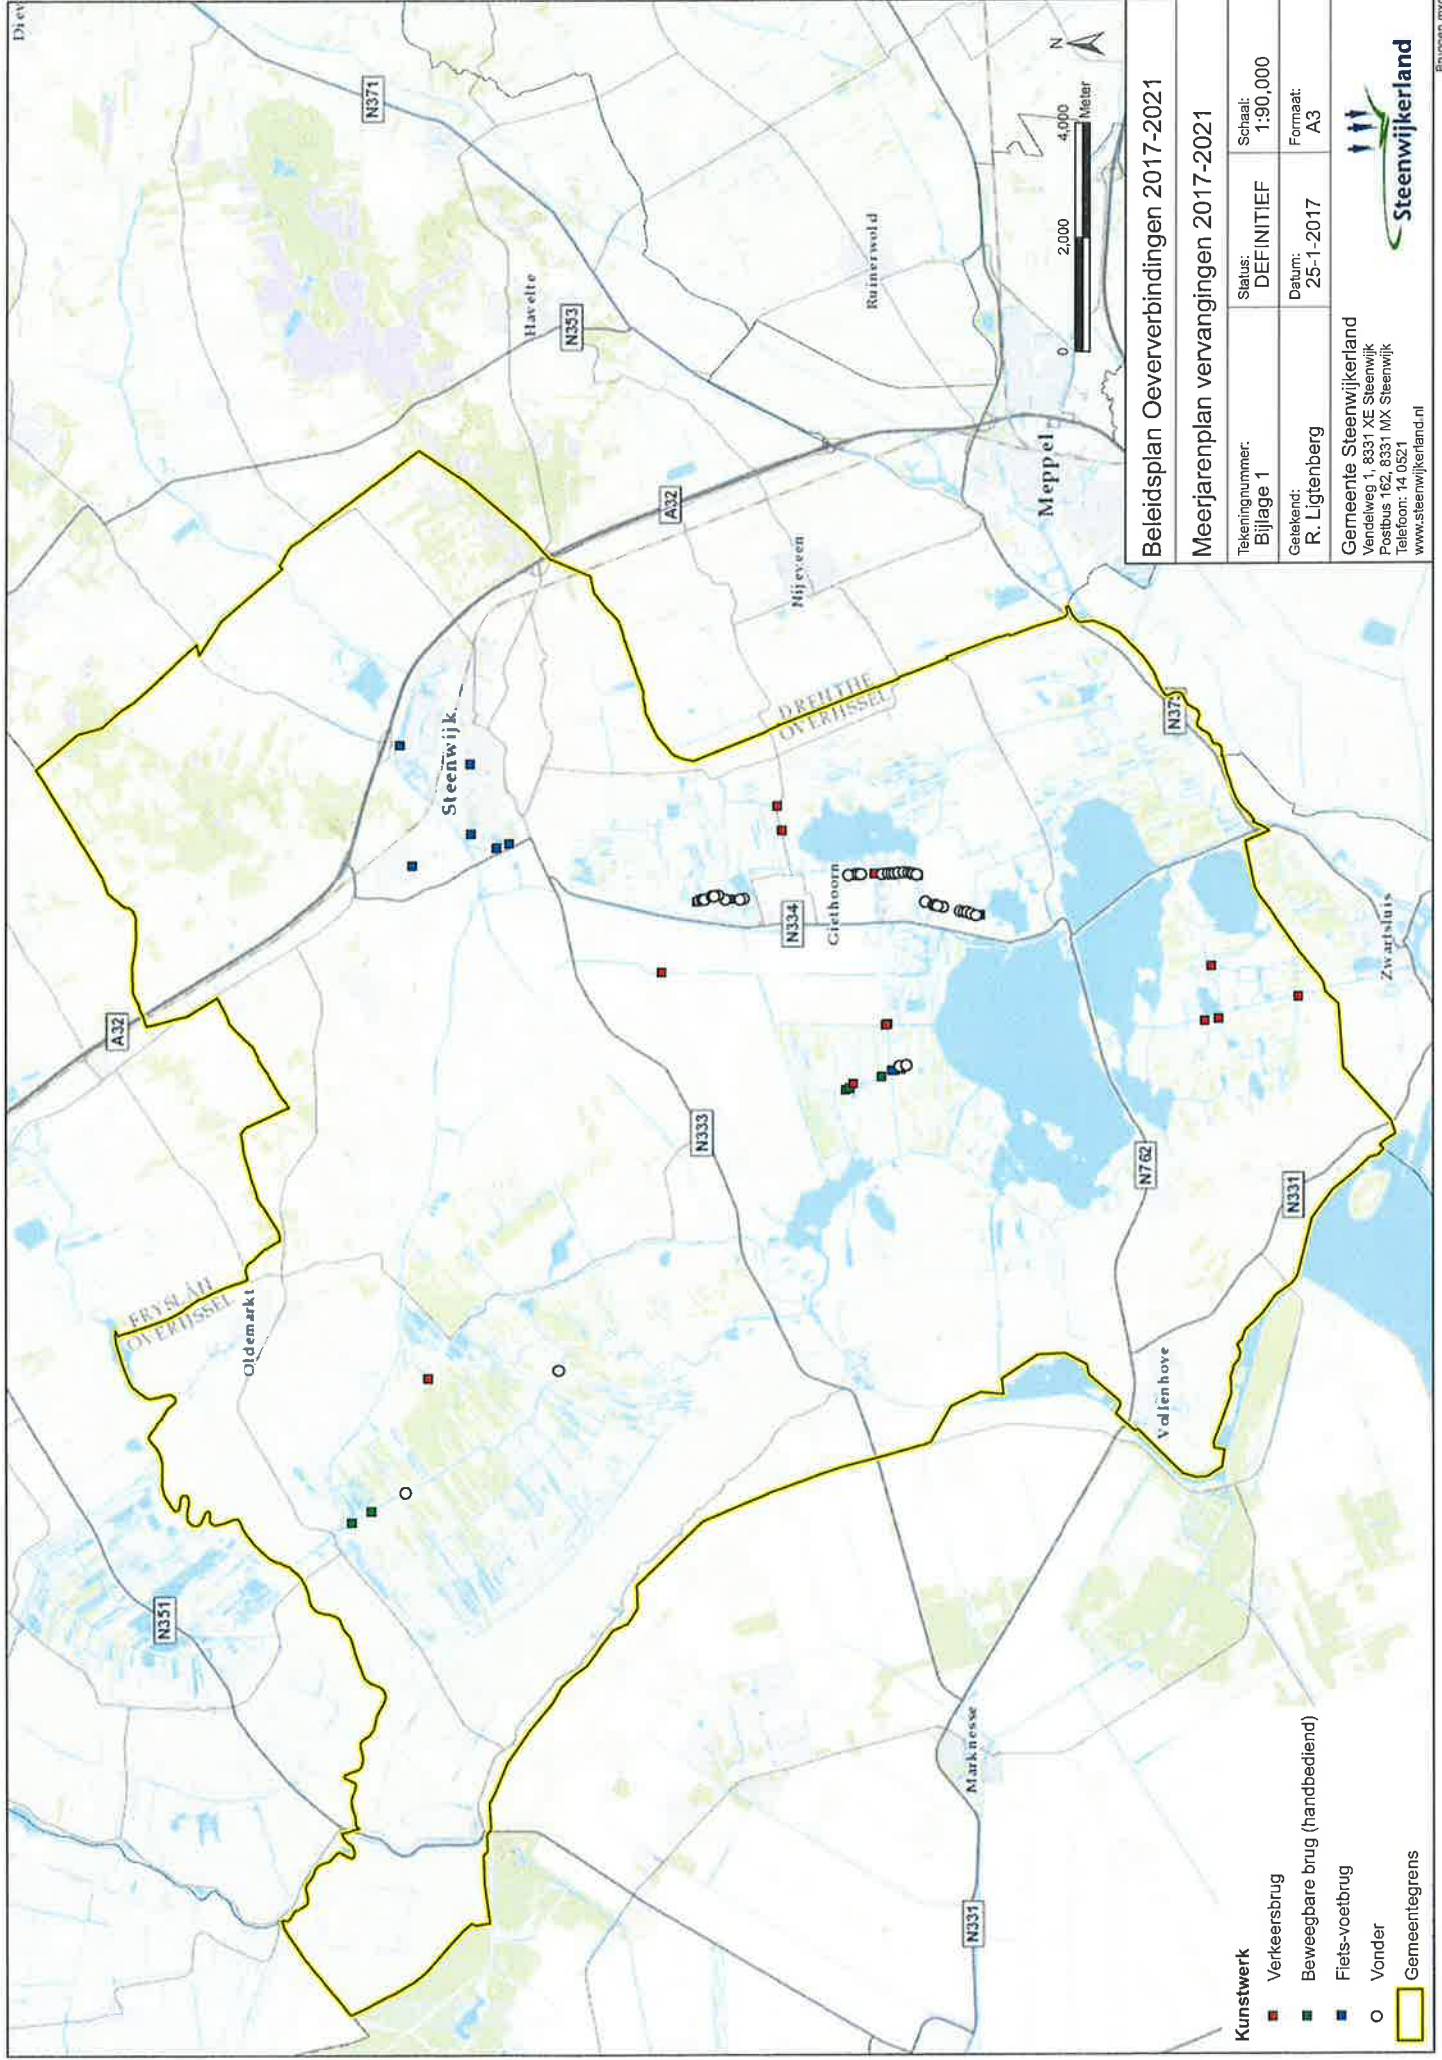 Diev
N371
Havelte
N353
Ruinerwold
A32
Steenwijk
Nijeveen
Meppel
DRENTHE
OVERIJSSEL
A32
N334
Giethoorn
N333
FRYSLÂN
OVERIJSSEL
Oldemarkt
N762
N331
Zwartsluis
Vollenhove
N351
Marknesse
N331
N
0 2,000 4,000
Meter
Beleidsplan Oeververbindingen 2017-2021
Meerjarenplan vervangingen 2017-2021
Tekeningnummer:
Bijlage 1
Status:
DEFINITIEF
Schaal:
1:90,000
Getekend:
R. Ligtenberg
Datum:
25-1-2017
Formaat:
A3
Gemeente Steenwijkerland
Vendelweg 1, 8331 XE Steenwijk
Postbus 162, 8331 MX Steenwijk
Telefoon: 14 0521
www.steenwijkerland.nl
Steenwijkerland
Kunstwerk
Verkeersbrug
Beweegbare brug (handbediend)
Fiets-voetbrug
Vonder
Gemeentegrens